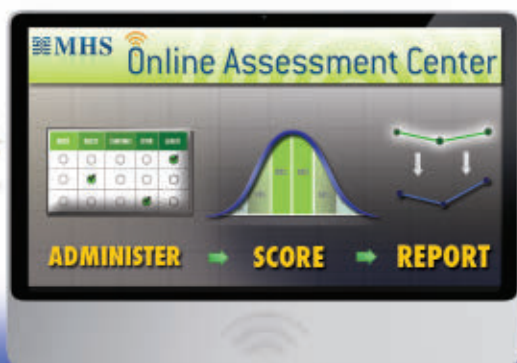 MHS
Online Assessment Center
ADMINISTER
SCORE
REPORT